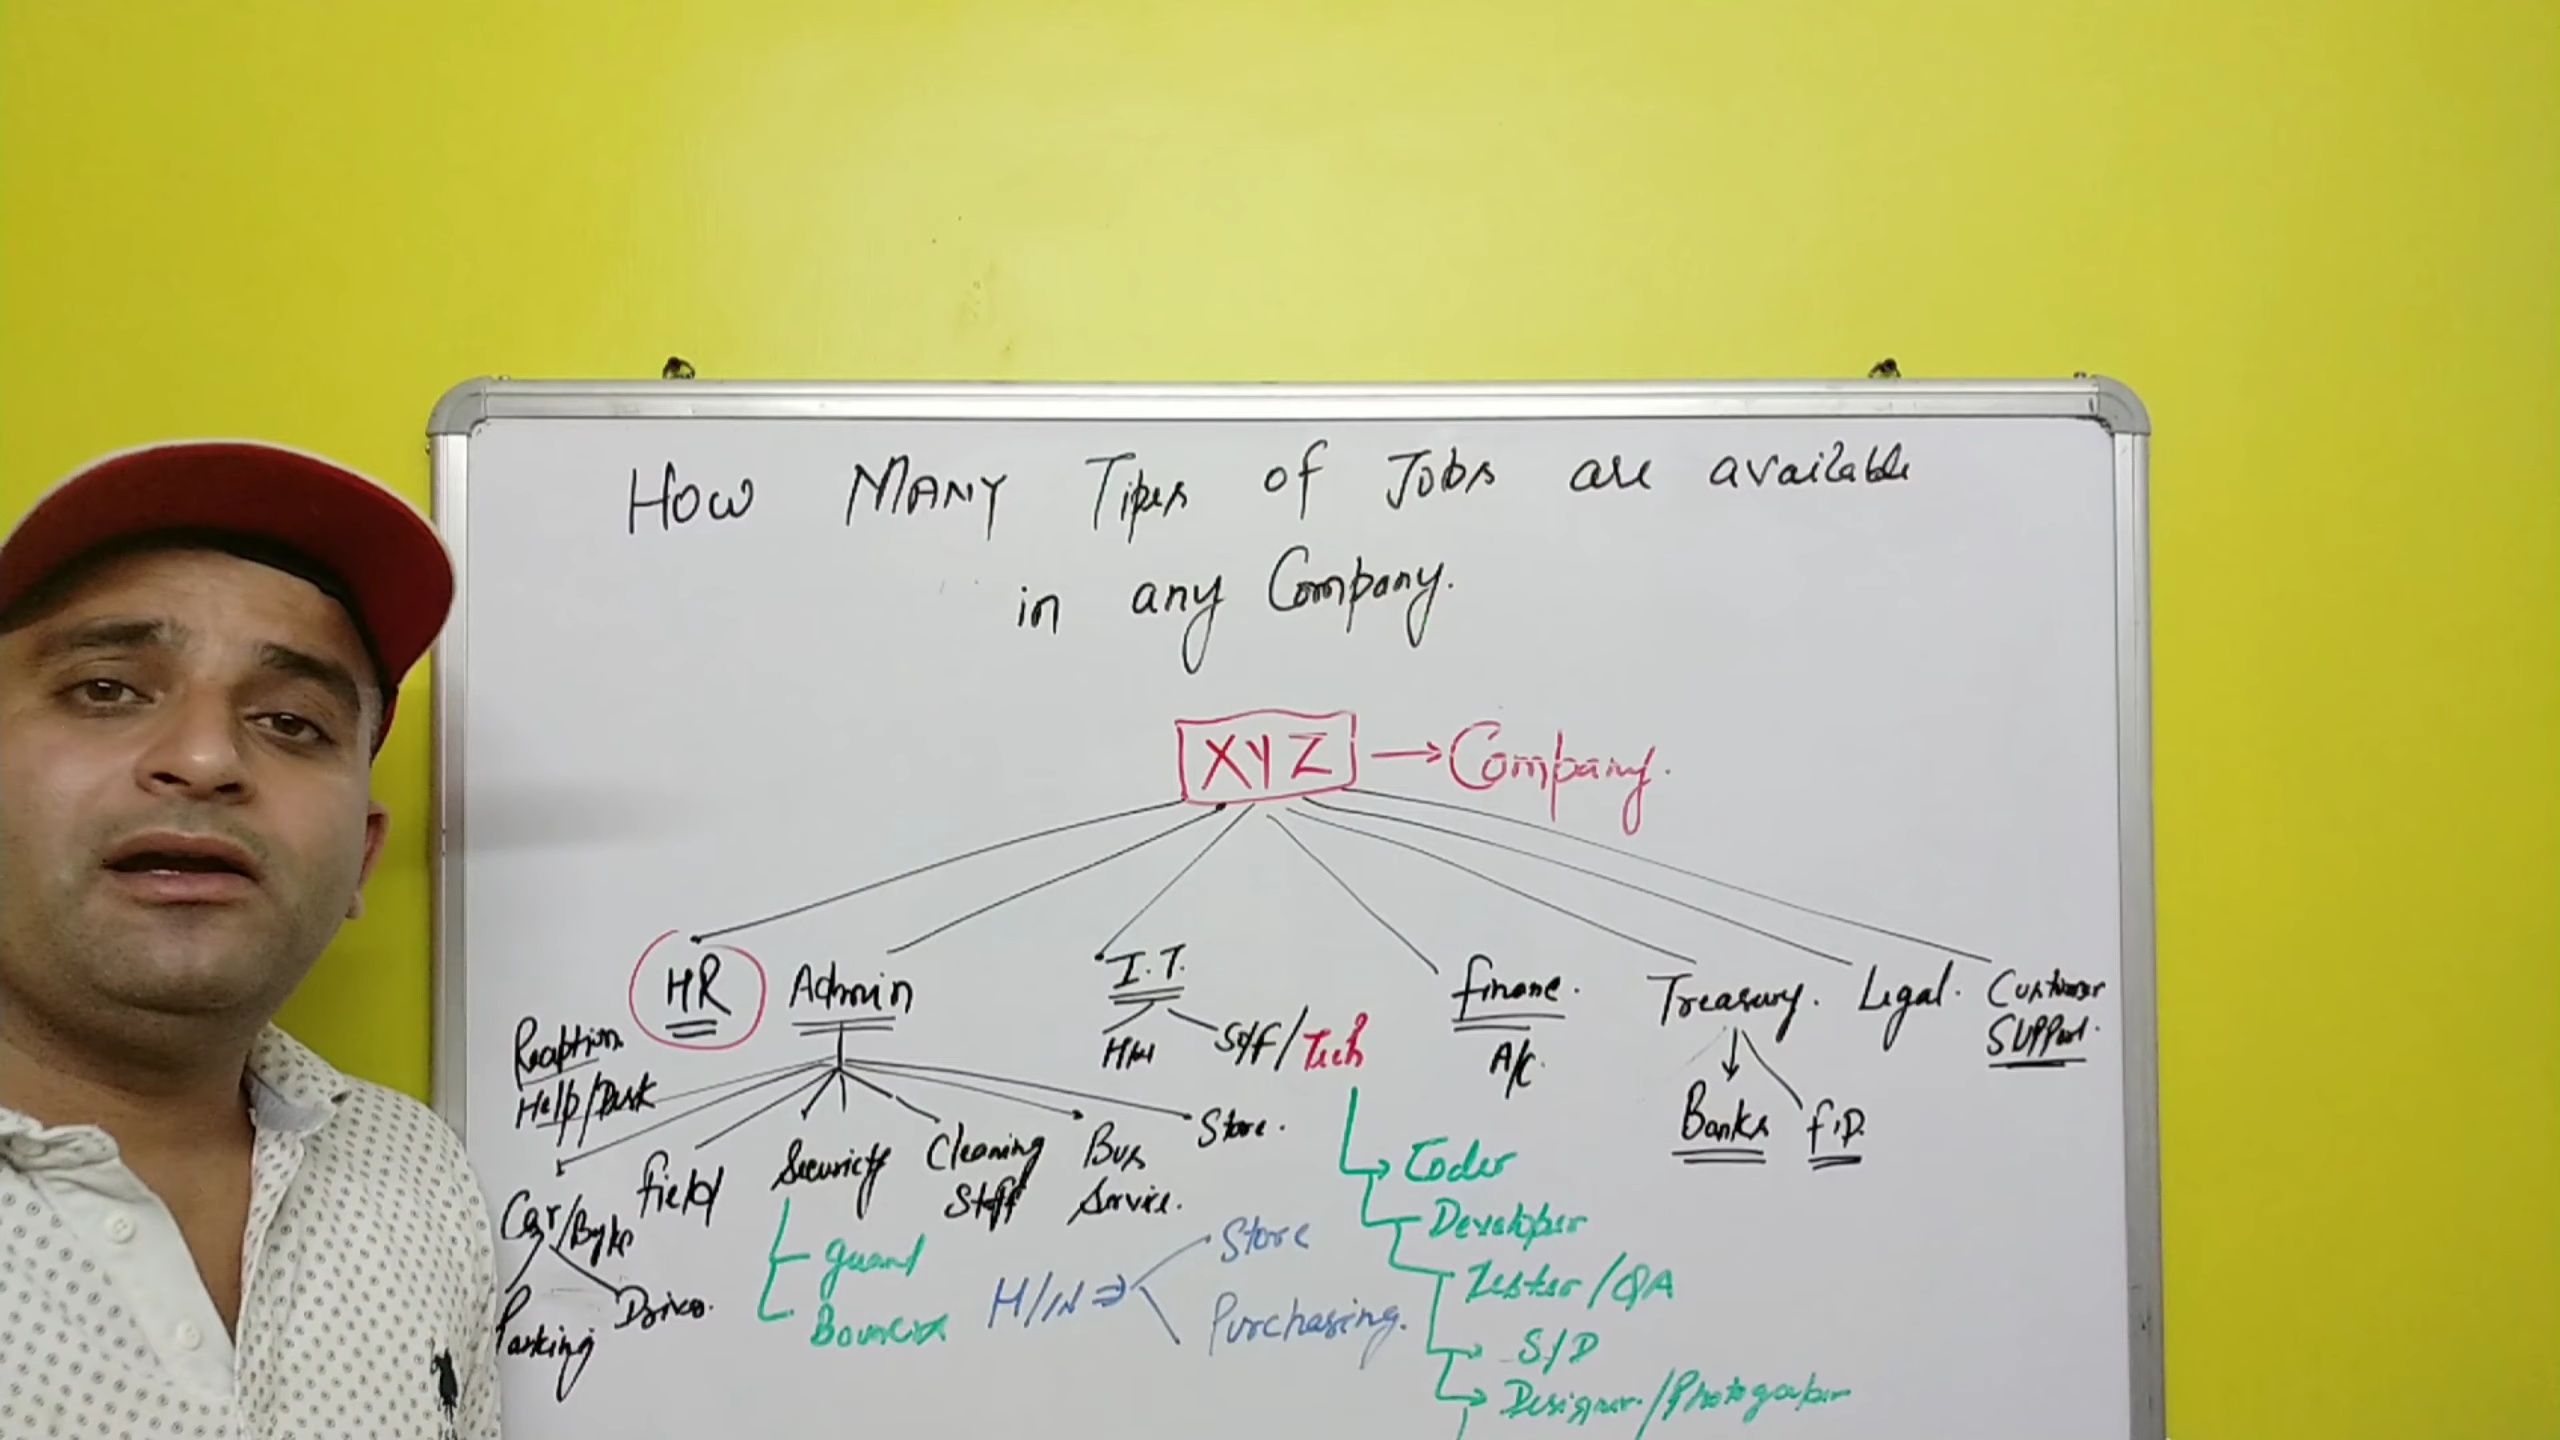 HOW MANY Tipes of Jobs are available
in any Company.
XYZ → Company.
HR
Admin
I.T.
finance.
Treasury.
Legal.
Customer
Support.
Reaption
Help/Desk
H/w
S/F/Tech
A/c.
Banks
f.D.
Car/Byke
field
Security
Cleaning
Staff
Bus
Service.
Store.
Parking
Driver.
guard
Bouncer
H/N ⇒
Store
Purchasing.
Coder
Developer
Tester/QA
S/D
Designer./Photographer